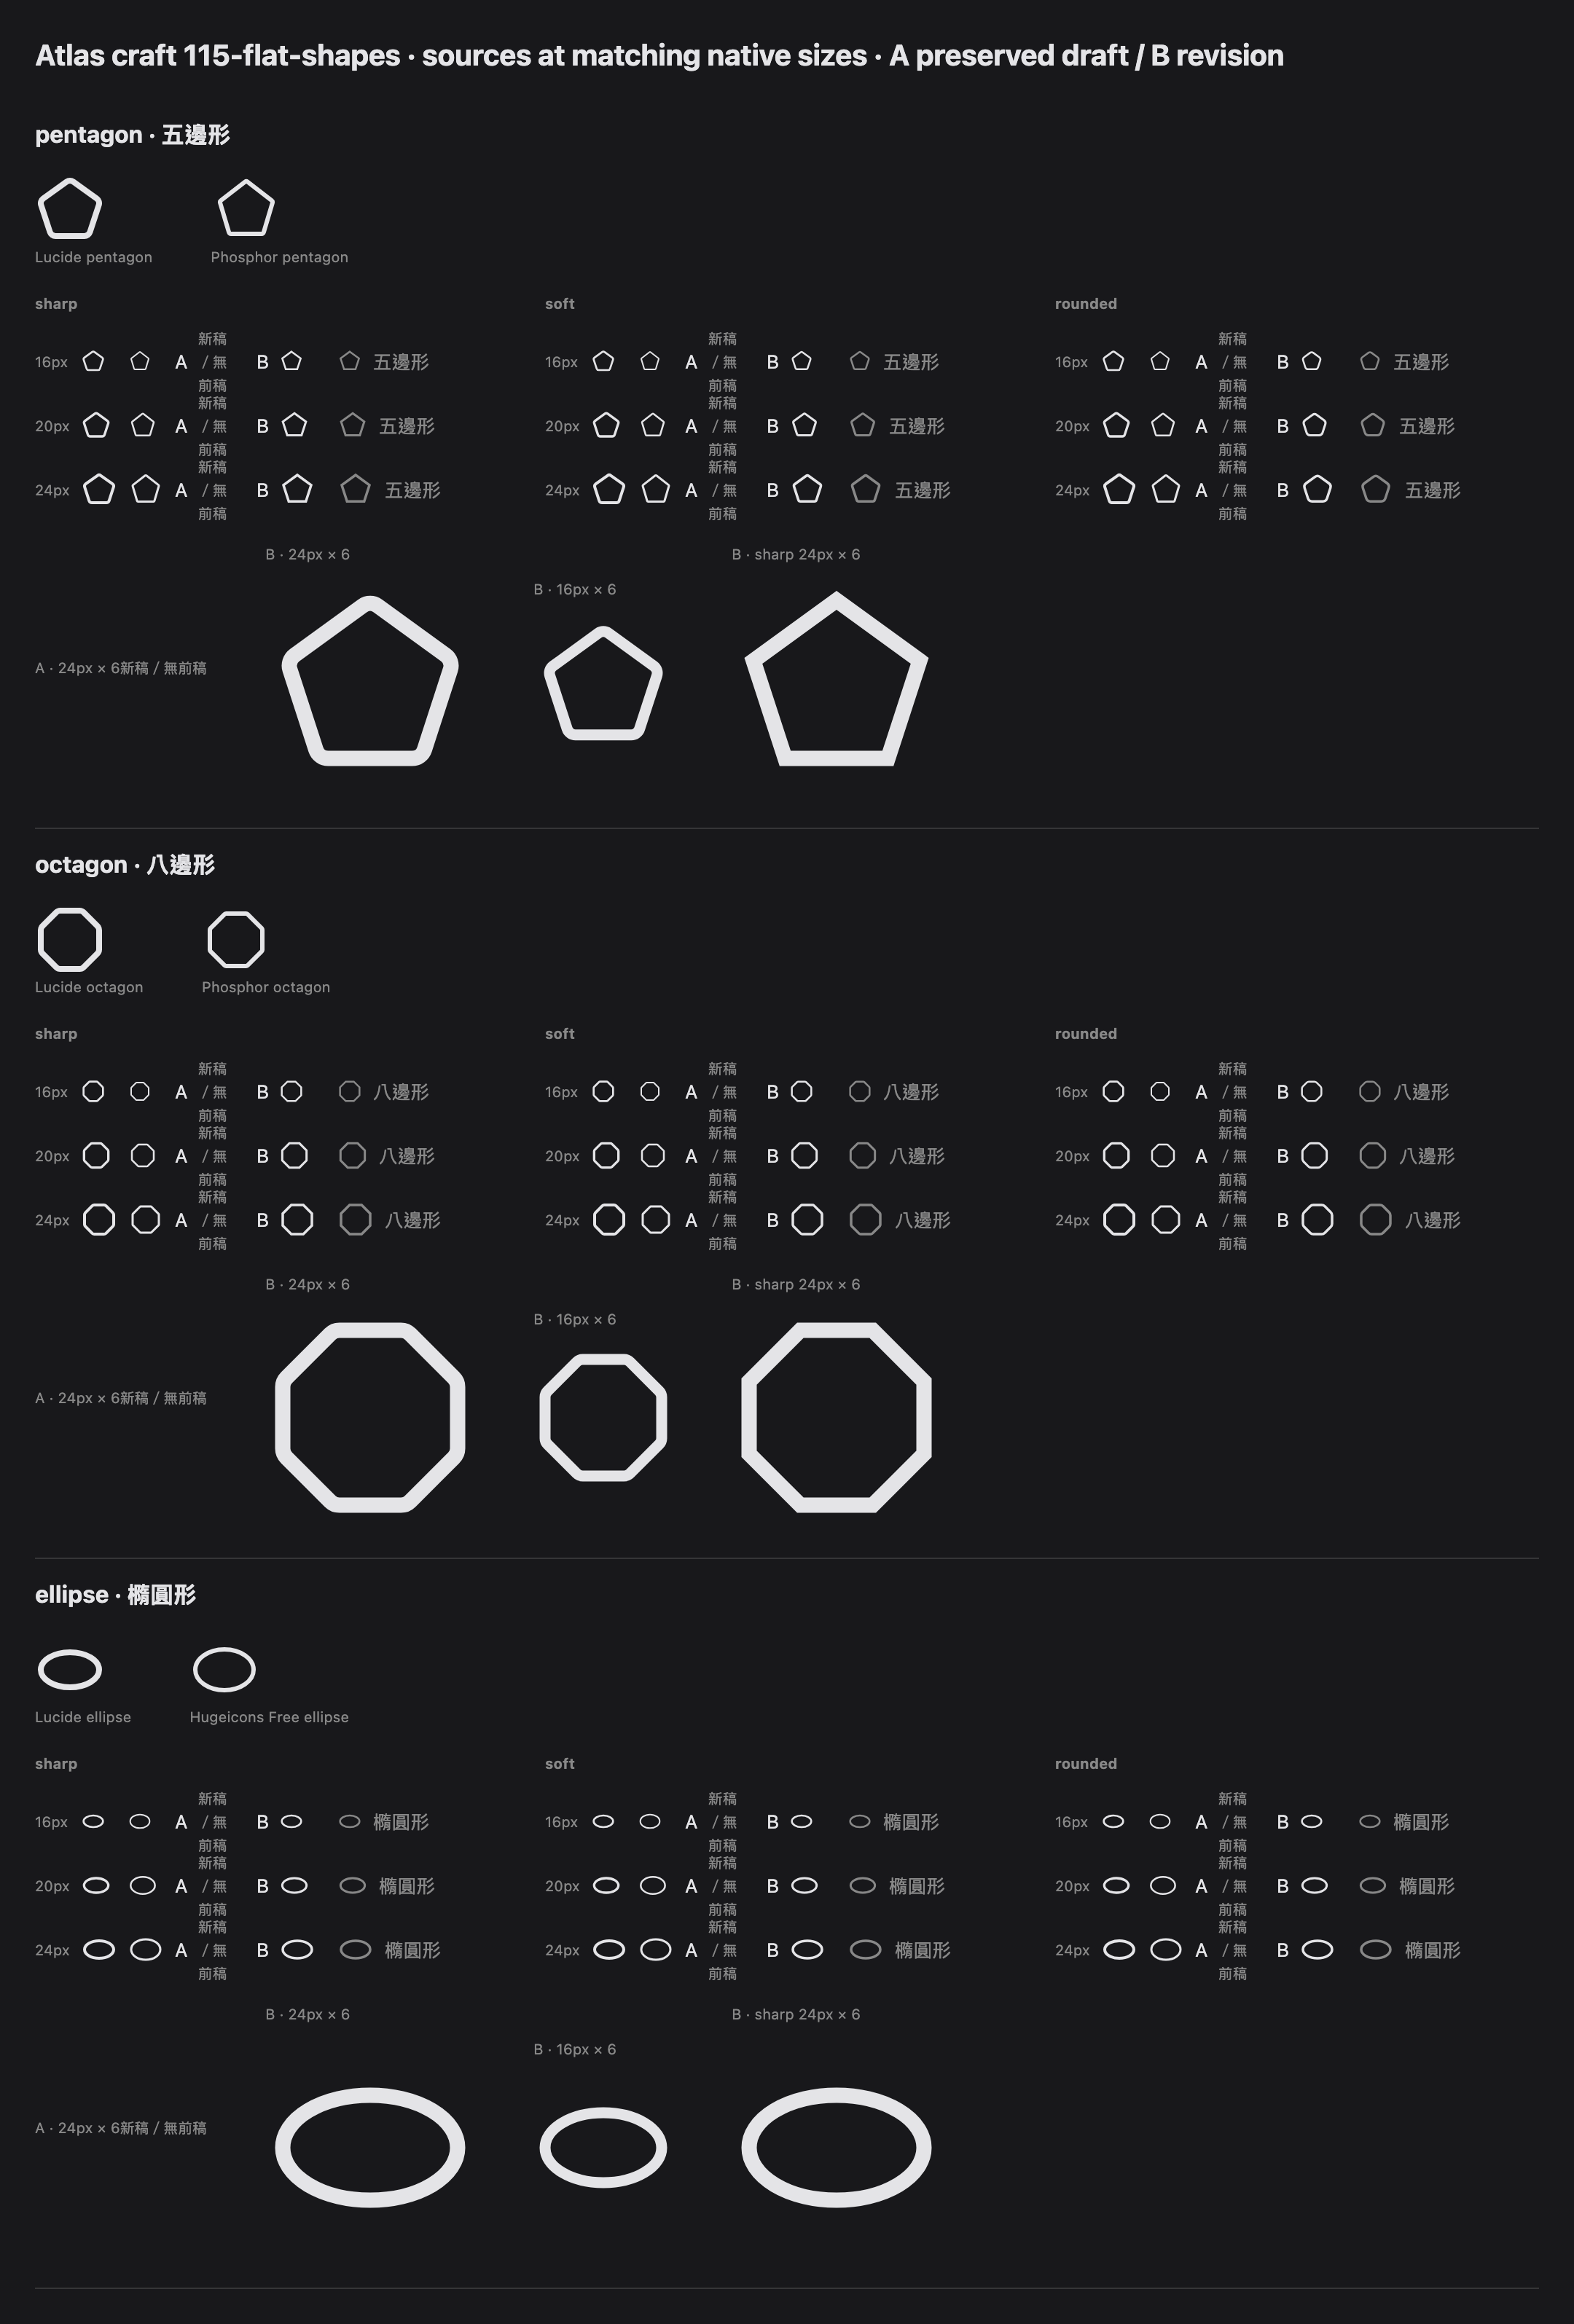 Atlas craft 115-flat-shapes · sources at matching native sizes · A preserved draft / B revision
pentagon · 五邊形
Lucide pentagon
Phosphor pentagon
sharp
soft
rounded
16px A 新稿 / 無前稿 B 五邊形
16px A 新稿 / 無前稿 B 五邊形
16px A 新稿 / 無前稿 B 五邊形
20px A 新稿 / 無前稿 B 五邊形
20px A 新稿 / 無前稿 B 五邊形
20px A 新稿 / 無前稿 B 五邊形
24px A 新稿 / 無前稿 B 五邊形
24px A 新稿 / 無前稿 B 五邊形
24px A 新稿 / 無前稿 B 五邊形
A · 24px × 6新稿 / 無前稿
B · 24px × 6
B · 16px × 6
B · sharp 24px × 6
octagon · 八邊形
Lucide octagon
Phosphor octagon
sharp
soft
rounded
16px A 新稿 / 無前稿 B 八邊形
16px A 新稿 / 無前稿 B 八邊形
16px A 新稿 / 無前稿 B 八邊形
20px A 新稿 / 無前稿 B 八邊形
20px A 新稿 / 無前稿 B 八邊形
20px A 新稿 / 無前稿 B 八邊形
24px A 新稿 / 無前稿 B 八邊形
24px A 新稿 / 無前稿 B 八邊形
24px A 新稿 / 無前稿 B 八邊形
A · 24px × 6新稿 / 無前稿
B · 24px × 6
B · 16px × 6
B · sharp 24px × 6
ellipse · 橢圓形
Lucide ellipse
Hugeicons Free ellipse
sharp
soft
rounded
16px A 新稿 / 無前稿 B 橢圓形
16px A 新稿 / 無前稿 B 橢圓形
16px A 新稿 / 無前稿 B 橢圓形
20px A 新稿 / 無前稿 B 橢圓形
20px A 新稿 / 無前稿 B 橢圓形
20px A 新稿 / 無前稿 B 橢圓形
24px A 新稿 / 無前稿 B 橢圓形
24px A 新稿 / 無前稿 B 橢圓形
24px A 新稿 / 無前稿 B 橢圓形
A · 24px × 6新稿 / 無前稿
B · 24px × 6
B · 16px × 6
B · sharp 24px × 6